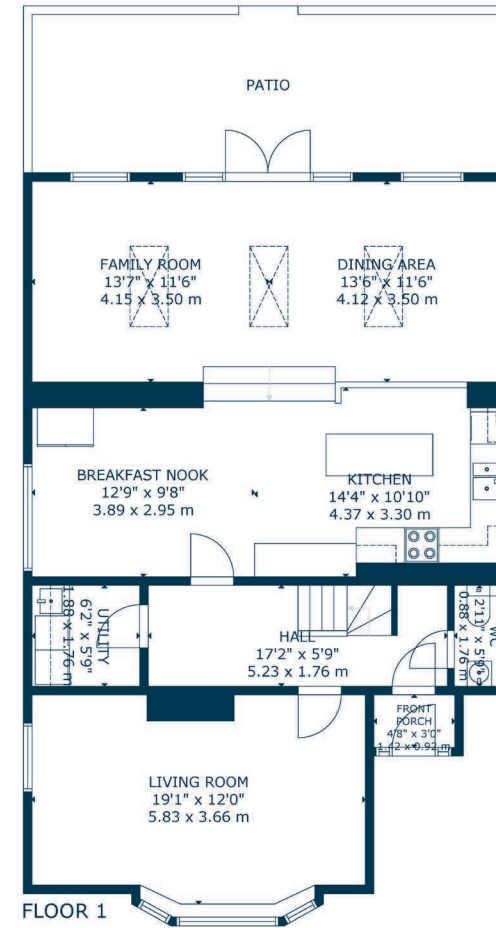 PATIO
FAMILY ROOM
13'7" x 11'6"
4.15 x 3.50 m
DINING AREA
13'6" x 11'6"
4.12 x 3.50 m
BREAKFAST NOOK
12'9" x 9'8"
3.89 x 2.95 m
KITCHEN
14'4" x 10'10"
4.37 x 3.30 m
UTILITY
6'2" x 5'9"
1.88 x 1.76 m
HALL
17'2" x 5'9"
5.23 x 1.76 m
WC
2'11" x 5'9"
0.88 x 1.76 m
FRONT
PORCH
4'8" x 3'0"
1.42 x 0.92 m
LIVING ROOM
19'1" x 12'0"
5.83 x 3.66 m
FLOOR 1